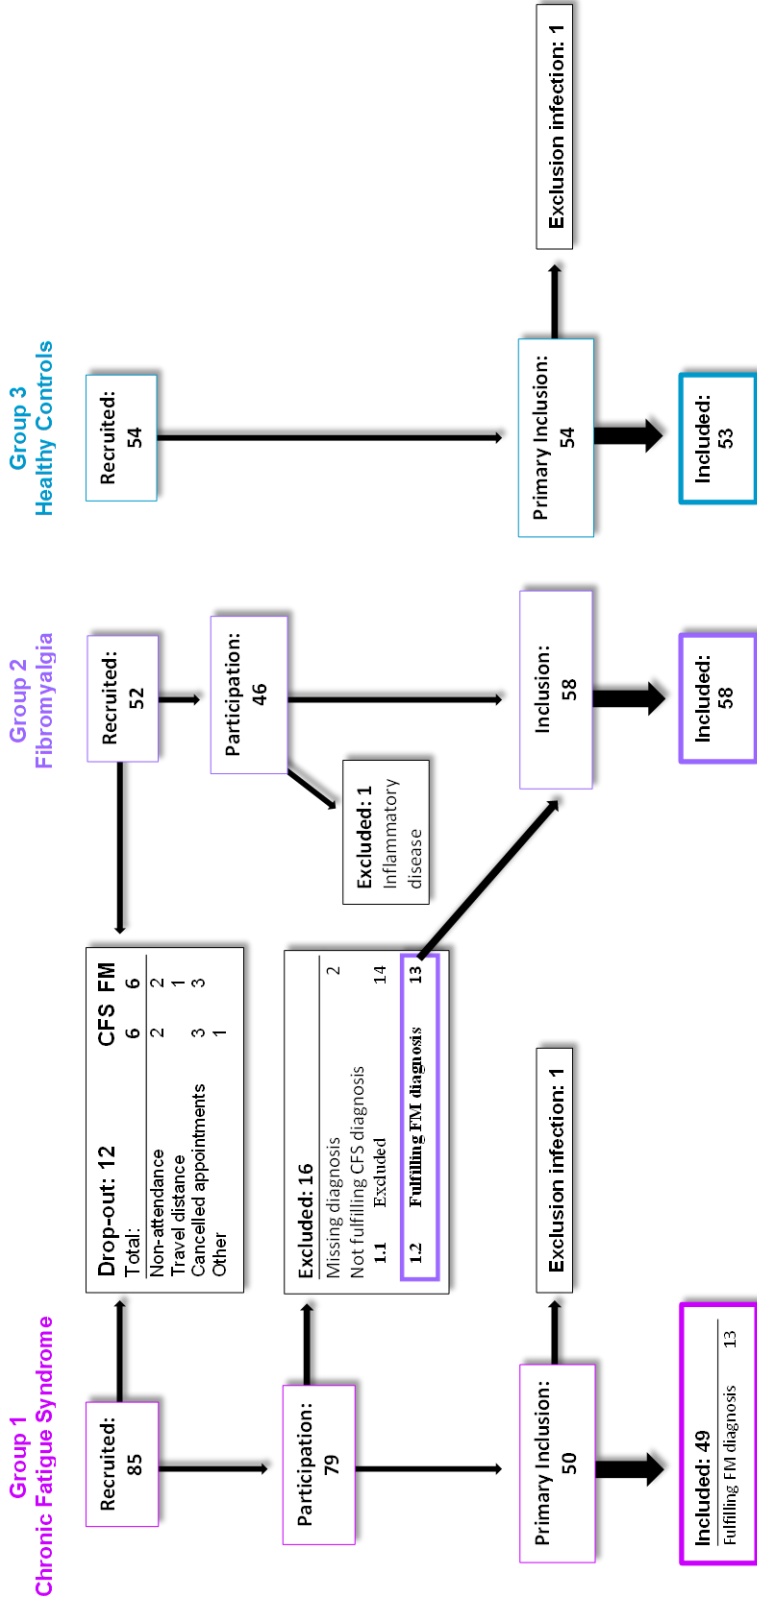 Group 1
Chronic Fatigue Syndrome
Group 2
Fibromyalgia
Group 3
Healthy Controls
Recruited:
85
Drop-out: 12 CFS FM
Total: 6 6
Non-attendance 2 2
Travel distance 1
Cancelled appointments 3 3
Other 1
Recruited:
52
Recruited:
54
Participation:
79
Excluded: 16
Missing diagnosis 2
Not fulfilling CFS diagnosis
1.1 Excluded 14
1.2 Fulfilling FM diagnosis 13
Participation:
46
Excluded: 1
Inflammatory
disease
Primary Inclusion:
50
Exclusion infection: 1
Inclusion:
58
Primary Inclusion:
54
Exclusion infection: 1
Included: 49
Fulfilling FM diagnosis 13
Included:
58
Included:
53